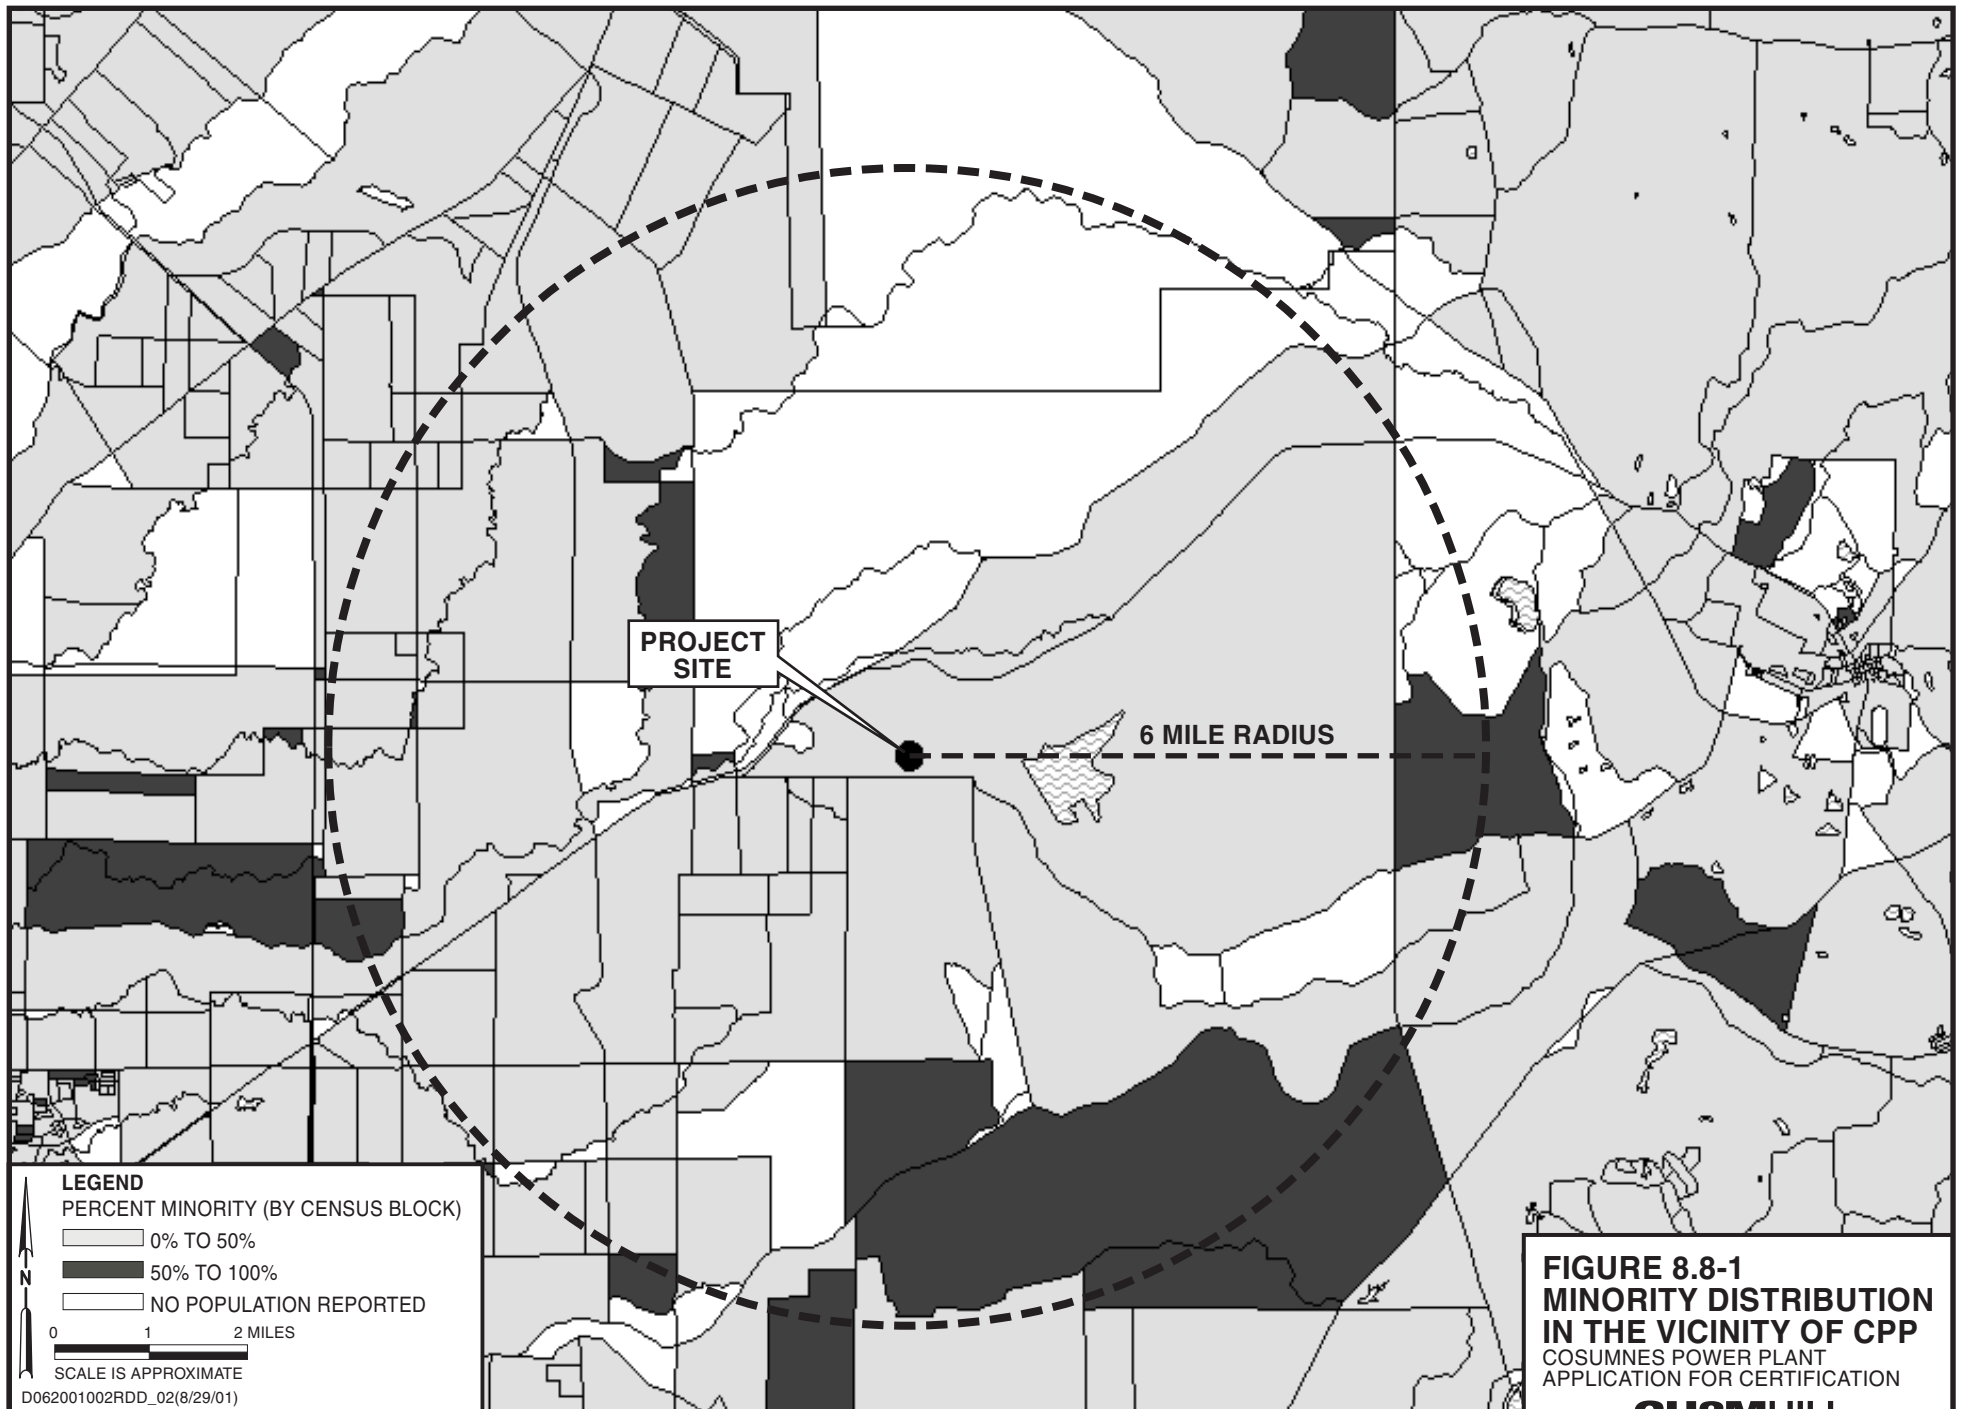 PROJECT
SITE
6 MILE RADIUS
LEGEND
PERCENT MINORITY (BY CENSUS BLOCK)
0% TO 50%
50% TO 100%
NO POPULATION REPORTED
N
0 1 2 MILES
SCALE IS APPROXIMATE
D062001002RDD_02(8/29/01)
FIGURE 8.8-1
MINORITY DISTRIBUTION
IN THE VICINITY OF CPP
COSUMNES POWER PLANT
APPLICATION FOR CERTIFICATION